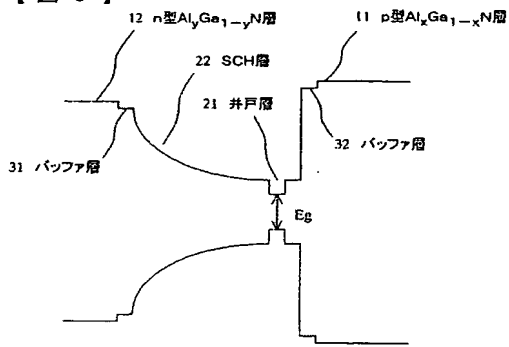 12 n型AlyGa1-yN層
11 p型AlxGa1-xN層
22 SCH層
21 井戸層
31 バッファ層
32 バッファ層
Eg